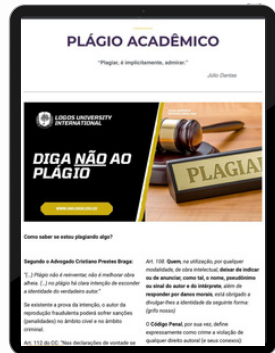 PLÁGIO ACADÊMICO
"Plagiar, é implicitamente, admirar."
Júlio Dantas
LOGOS UNIVERSITY
INTERNATIONAL
DIGA NÃO AO
PLÁGIO
PLAGIA
Como saber se estou plagiando algo?
Segundo o Advogado Cristiano Prestes Braga:
"(...) Plágio não é reinventar, não é melhorar obra
alheia. (...) no plágio há clara intenção de esconder
a identidade do verdadeiro autor."
Se existente a prova da intenção, o autor da
reprodução fraudulenta poderá sofrer sanções
(penalidades) no âmbito cível e no âmbito
criminal.
Art. 112 do CC. "Nas declarações de vontade se
Art. 108. Quem, na utilização, por qualquer
modalidade, de obra intelectual, deixar de indicar
ou de anunciar, como tal, o nome, pseudônimo
ou sinal do autor e do intérprete, além de
responder por danos morais, está obrigado a
divulgar-lhes a identidade da seguinte forma:
(grifo nosso)
O Código Penal, por sua vez, define
expressamente como crime a violação de
qualquer direito autoral (e seus conexos)